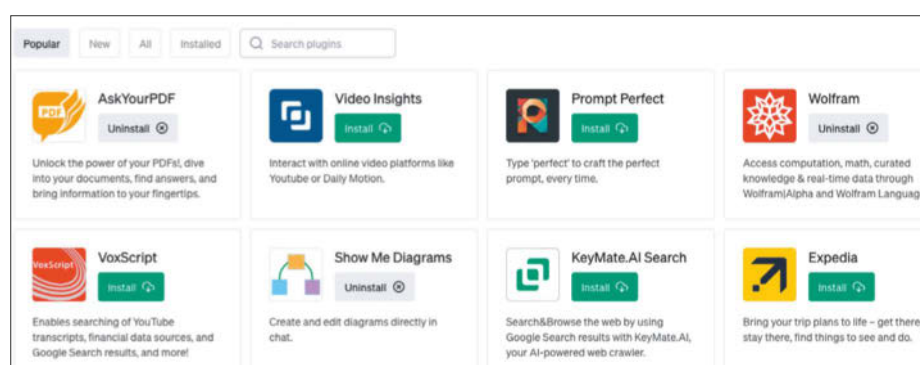 Popular New All Installed Search plugins
AskYourPDF
Uninstall
Unlock the power of your PDFs!, dive
into your documents, find answers, and
bring information to your fingertips.
Video Insights
Install
Interact with online video platforms like
Youtube or Daily Motion.
Prompt Perfect
Install
Type 'perfect' to craft the perfect
prompt, every time.
Wolfram
Uninstall
Access computation, math, curated
knowledge & real-time data through
Wolfram|Alpha and Wolfram Languag
PDF
VoxScript
VoxScript
Install
Enables searching of YouTube
transcripts, financial data sources, and
Google Search results, and more!
Show Me Diagrams
Uninstall
Create and edit diagrams directly in
chat.
KeyMate.AI Search
Install
Search&Browse the web by using
Google Search results with KeyMate.AI,
your AI-powered web crawler.
Expedia
Install
Bring your trip plans to life – get there
stay there, find things to see and do.